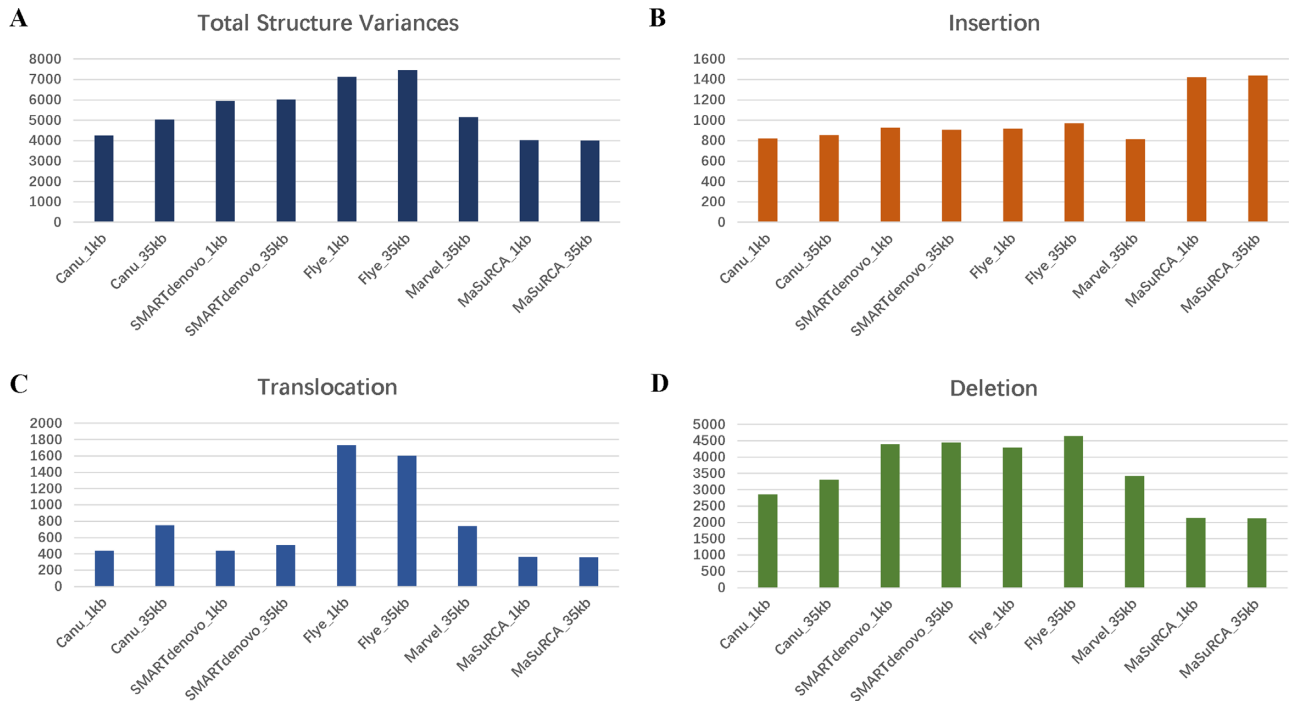 A
Total Structure Variances
8000
7000
6000
5000
4000
3000
2000
1000
0
Canu_1kb
Canu_35kb
SMARTdenovo_1kb
SMARTdenovo_35kb
Flye_1kb
Flye_35kb
Marvel_35kb
MaSuRCA_1kb
MaSuRCA_35kb
B
Insertion
1600
1400
1200
1000
800
600
400
200
0
Canu_1kb
Canu_35kb
SMARTdenovo_1kb
SMARTdenovo_35kb
Flye_1kb
Flye_35kb
Marvel_35kb
MaSuRCA_1kb
MaSuRCA_35kb
C
Translocation
2000
1800
1600
1400
1200
1000
800
600
400
200
0
Canu_1kb
Canu_35kb
SMARTdenovo_1kb
SMARTdenovo_35kb
Flye_1kb
Flye_35kb
Marvel_35kb
MaSuRCA_1kb
MaSuRCA_35kb
D
Deletion
5000
4500
4000
3500
3000
2500
2000
1500
1000
500
0
Canu_1kb
Canu_35kb
SMARTdenovo_1kb
SMARTdenovo_35kb
Flye_1kb
Flye_35kb
Marvel_35kb
MaSuRCA_1kb
MaSuRCA_35kb